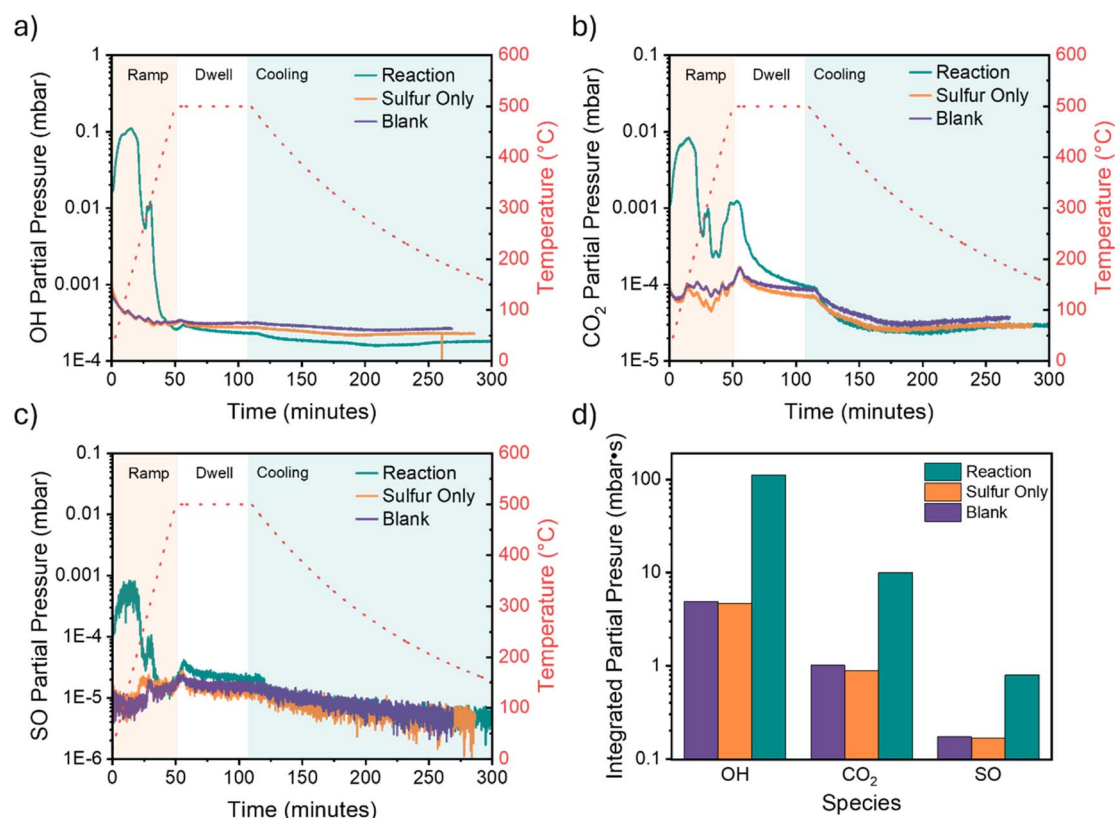 a)
OH Partial Pressure (mbar)
1
0.1
0.01
0.001
1E-4
Ramp
Dwell
Cooling
Reaction
Sulfur Only
Blank
600
500
400
300
200
100
0
Temperature (°C)
0 50 100 150 200 250 300
Time (minutes)
b)
CO₂ Partial Pressure (mbar)
0.1
0.01
0.001
1E-4
1E-5
Ramp
Dwell
Cooling
Reaction
Sulfur Only
Blank
600
500
400
300
200
100
0
Temperature (°C)
0 50 100 150 200 250 300
Time (minutes)
c)
SO Partial Pressure (mbar)
0.1
0.01
0.001
1E-4
1E-5
1E-6
Ramp
Dwell
Cooling
Reaction
Sulfur Only
Blank
600
500
400
300
200
100
0
Temperature (°C)
0 50 100 150 200 250 300
Time (minutes)
d)
Integrated Partial Presure (mbar•s)
100
10
1
0.1
Reaction
Sulfur Only
Blank
OH CO₂ SO
Species